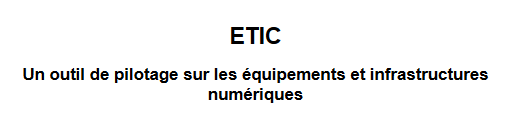 ETIC
Un outil de pilotage sur les équipements et infrastructures
numériques